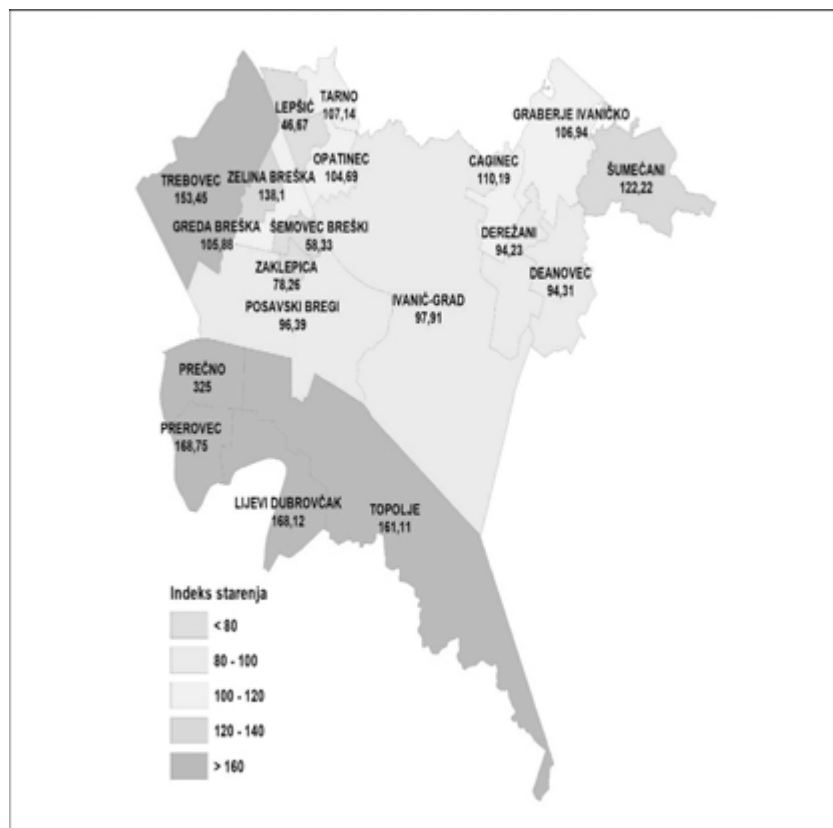 LEPŠIĆ
46,67
TARNO
107,14
GRABERJE IVANIČKO
106,94
TREBOVEC
153,45
ZELINA BREŠKA
138,1
OPATINEC
104,69
CAGINEC
110,19
ŠUMEĆANI
122,22
GREDA BREŠKA
105,88
ŠEMOVEC BREŠKI
58,33
DEREŽANI
94,23
ZAKLEPICA
78,26
DEANOVEC
94,31
POSAVSKI BREGI
96,39
IVANIĆ-GRAD
97,91
PREČNO
325
PREROVEC
168,75
LIJEVI DUBROVČAK
168,12
TOPOLJE
161,11
Indeks starenja
< 80
80 - 100
100 - 120
120 - 140
> 160